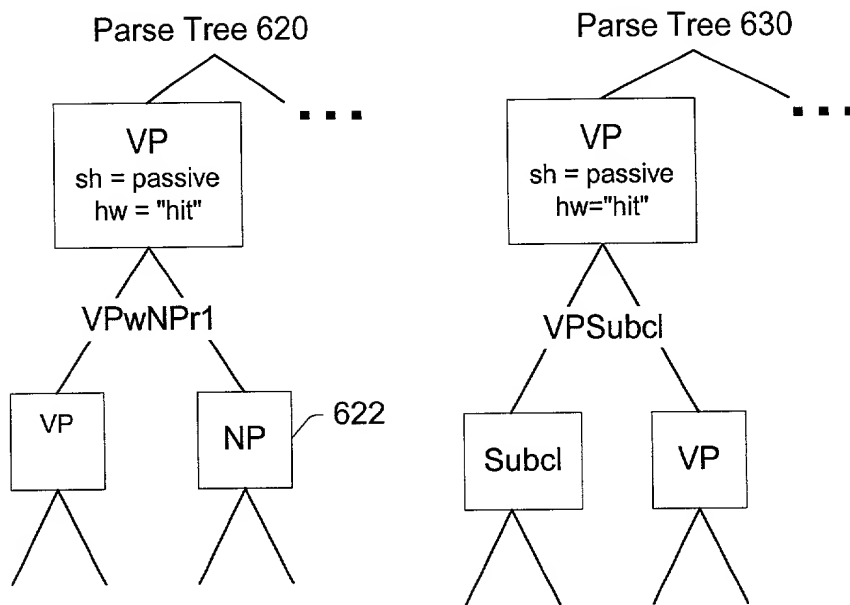 Parse Tree 620
VP
sh = passive
hw = "hit"
VPwNPr1
VP
NP
622
Parse Tree 630
VP
sh = passive
hw="hit"
VPSubcl
Subcl
VP